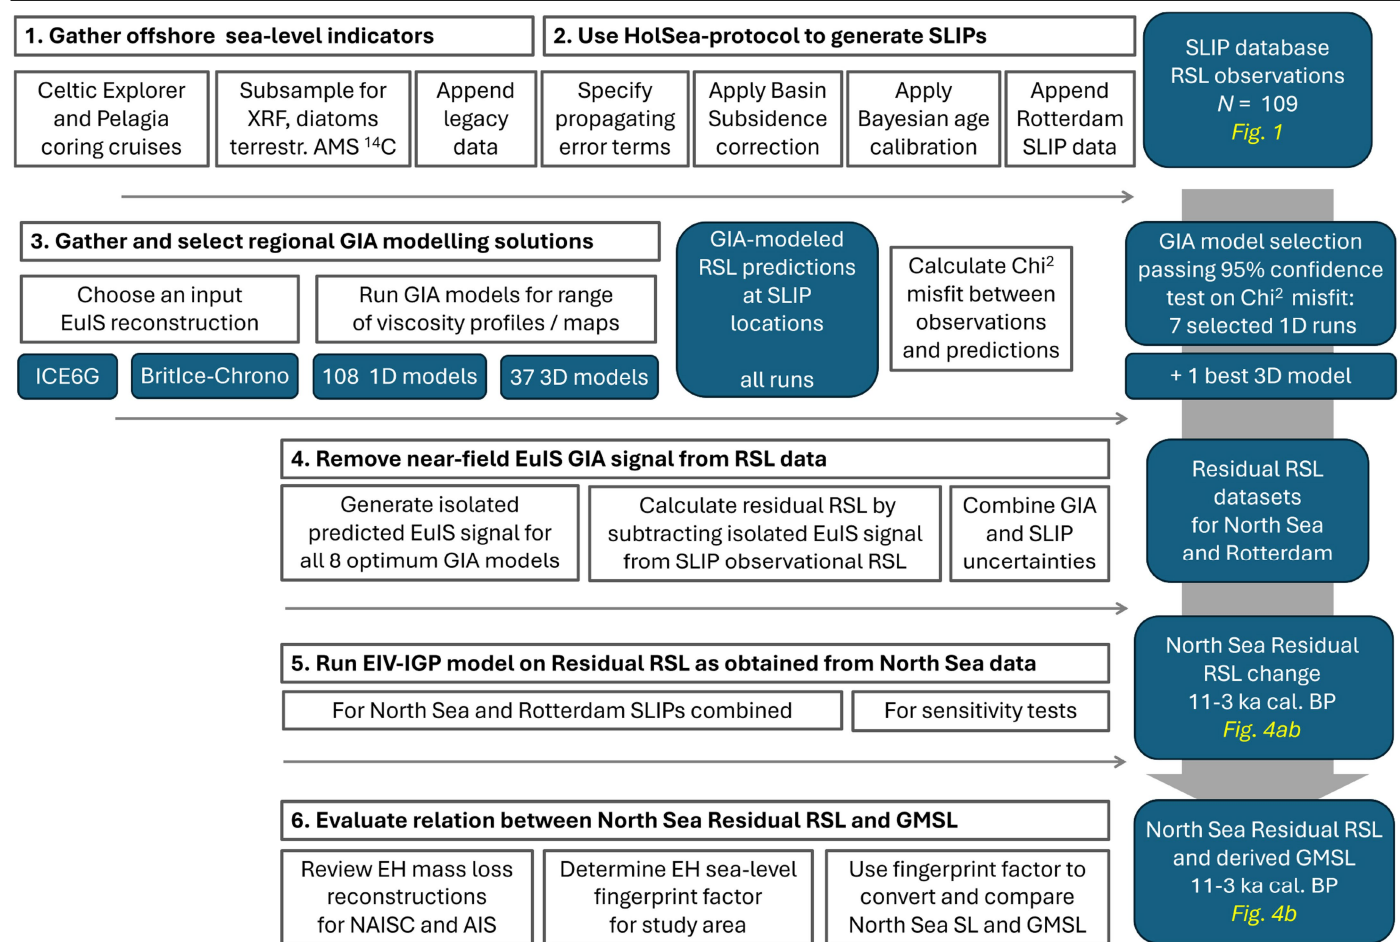 1. Gather offshore sea-level indicators
2. Use HolSea-protocol to generate SLIPs
Celtic Explorer
and Pelagia
coring cruises
Subsample for
XRF, diatoms
terrestr. AMS ¹⁴C
Append
legacy
data
Specify
propagating
error terms
Apply Basin
Subsidence
correction
Apply
Bayesian age
calibration
Append
Rotterdam
SLIP data
SLIP database
RSL observations
N = 109
Fig. 1
3. Gather and select regional GIA modelling solutions
Choose an input
EuIS reconstruction
Run GIA models for range
of viscosity profiles / maps
ICE6G
BritIce-Chrono
108 1D models
37 3D models
GIA-modeled
RSL predictions
at SLIP
locations
all runs
Calculate Chi²
misfit between
observations
and predictions
GIA model selection
passing 95% confidence
test on Chi² misfit:
7 selected 1D runs
+ 1 best 3D model
4. Remove near-field EuIS GIA signal from RSL data
Generate isolated
predicted EuIS signal for
all 8 optimum GIA models
Calculate residual RSL by
subtracting isolated EuIS signal
from SLIP observational RSL
Combine GIA
and SLIP
uncertainties
Residual RSL
datasets
for North Sea
and Rotterdam
5. Run EIV-IGP model on Residual RSL as obtained from North Sea data
For North Sea and Rotterdam SLIPs combined
For sensitivity tests
North Sea Residual
RSL change
11-3 ka cal. BP
Fig. 4ab
6. Evaluate relation between North Sea Residual RSL and GMSL
Review EH mass loss
reconstructions
for NAISC and AIS
Determine EH sea-level
fingerprint factor
for study area
Use fingerprint factor to
convert and compare
North Sea SL and GMSL
North Sea Residual RSL
and derived GMSL
11-3 ka cal. BP
Fig. 4b